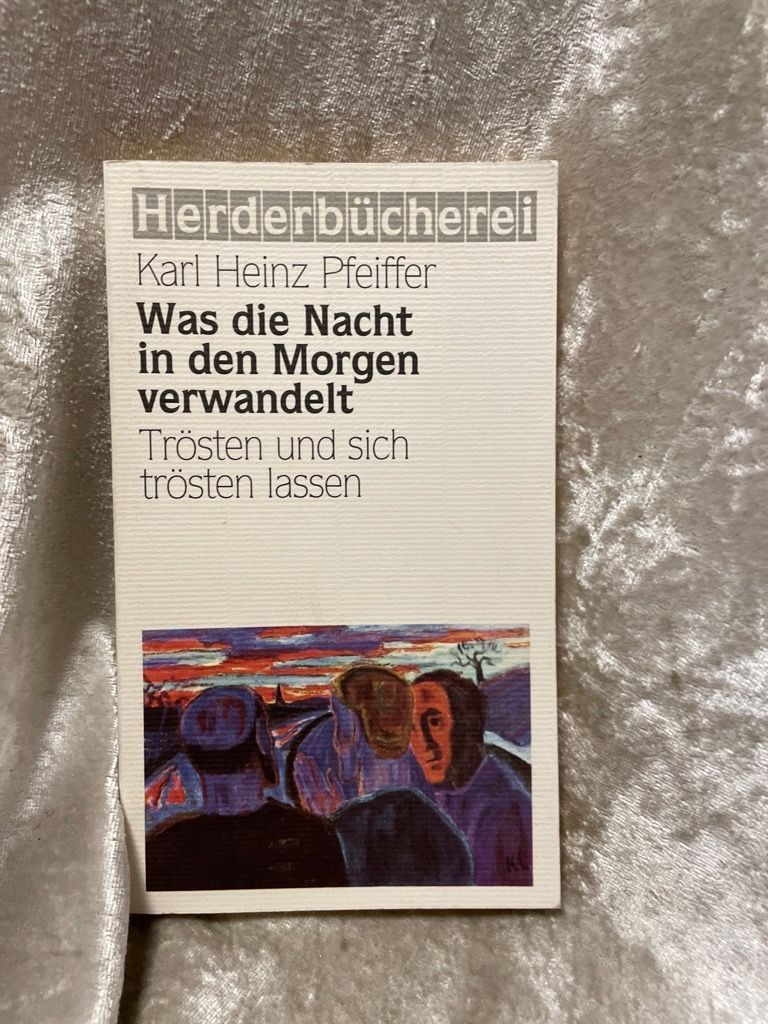 Herderbücherei
Karl Heinz Pfeiffer
Was die Nacht
in den Morgen
verwandelt
Trösten und sich
trösten lassen